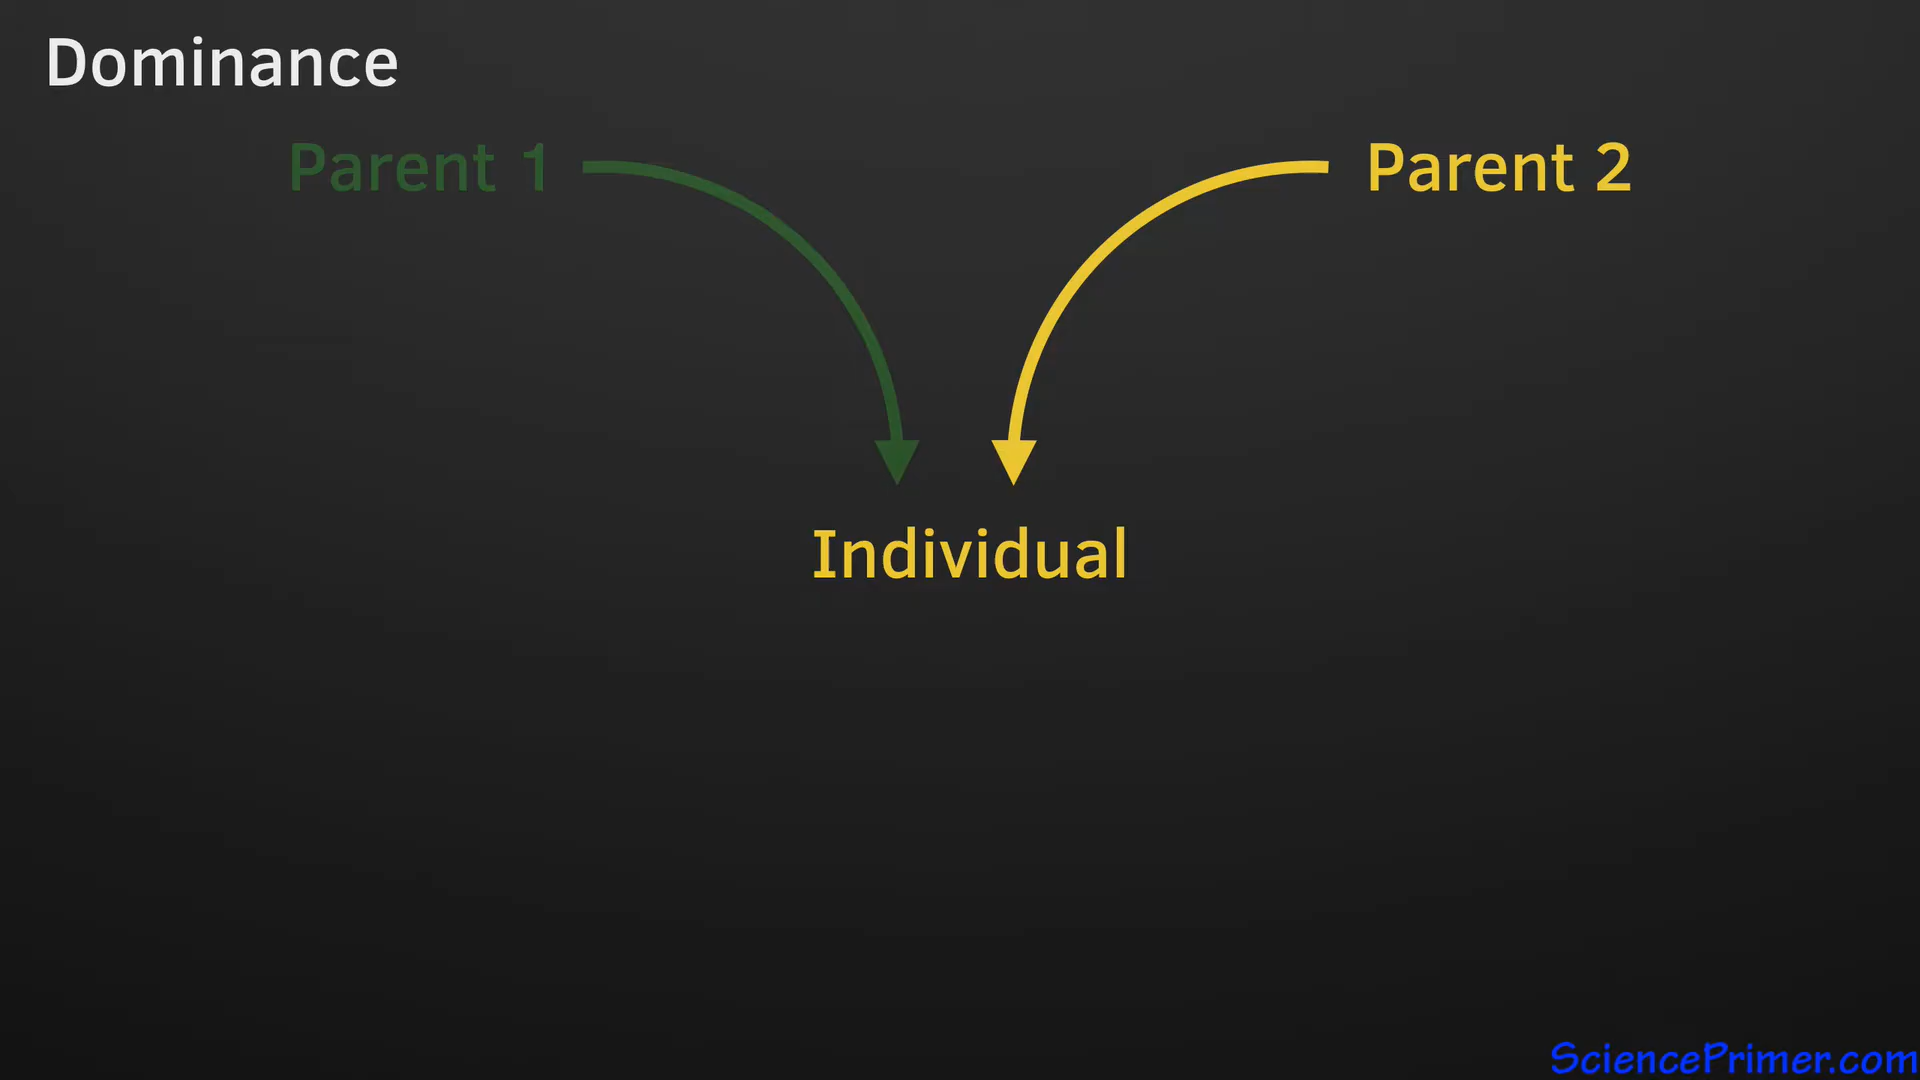 Dominance
Parent 1
Parent 2
Individual
SciencePrimer.com